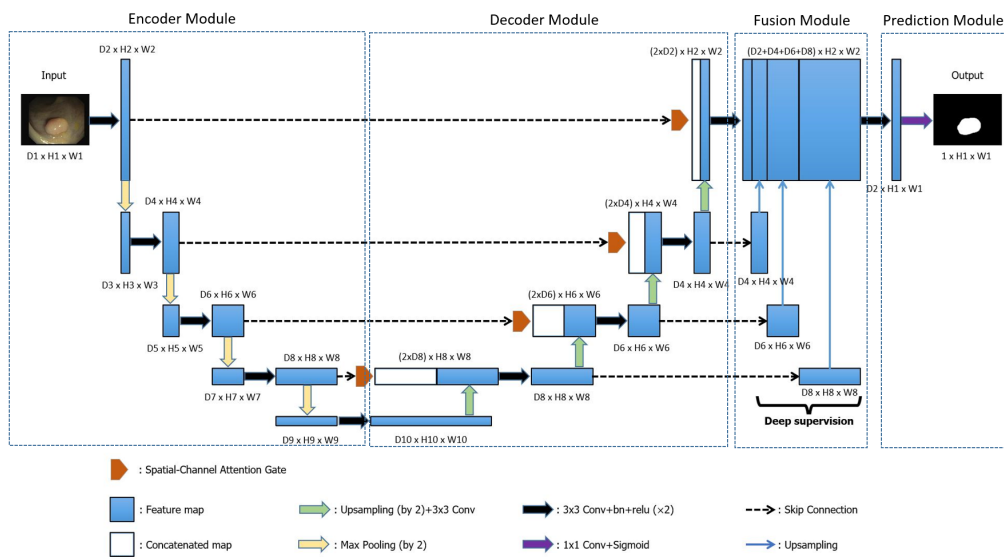 Encoder Module
Decoder Module
Fusion Module
Prediction Module
D2 x H2 x W2
(2xD2) x H2 x W2
(D2+D4+D6+D8) x H2 x W2
Input
Output
D1 x H1 x W1
1 x H1 x W1
D2 x H1 x W1
D4 x H4 x W4
(2xD4) x H4 x W4
D3 x H3 x W3
D4 x H4 x W4
D4 x H4 x W4
D6 x H6 x W6
(2xD6) x H6 x W6
D5 x H5 x W5
D6 x H6 x W6
D6 x H6 x W6
D8 x H8 x W8
(2xD8) x H8 x W8
D7 x H7 x W7
D8 x H8 x W8
D8 x H8 x W8
Deep supervision
D9 x H9 x W9
D10 x H10 x W10
: Spatial-Channel Attention Gate
: Feature map
: Upsampling (by 2)+3x3 Conv
: 3x3 Conv+bn+relu (×2)
: Skip Connection
: Concatenated map
: Max Pooling (by 2)
: 1x1 Conv+Sigmoid
: Upsampling